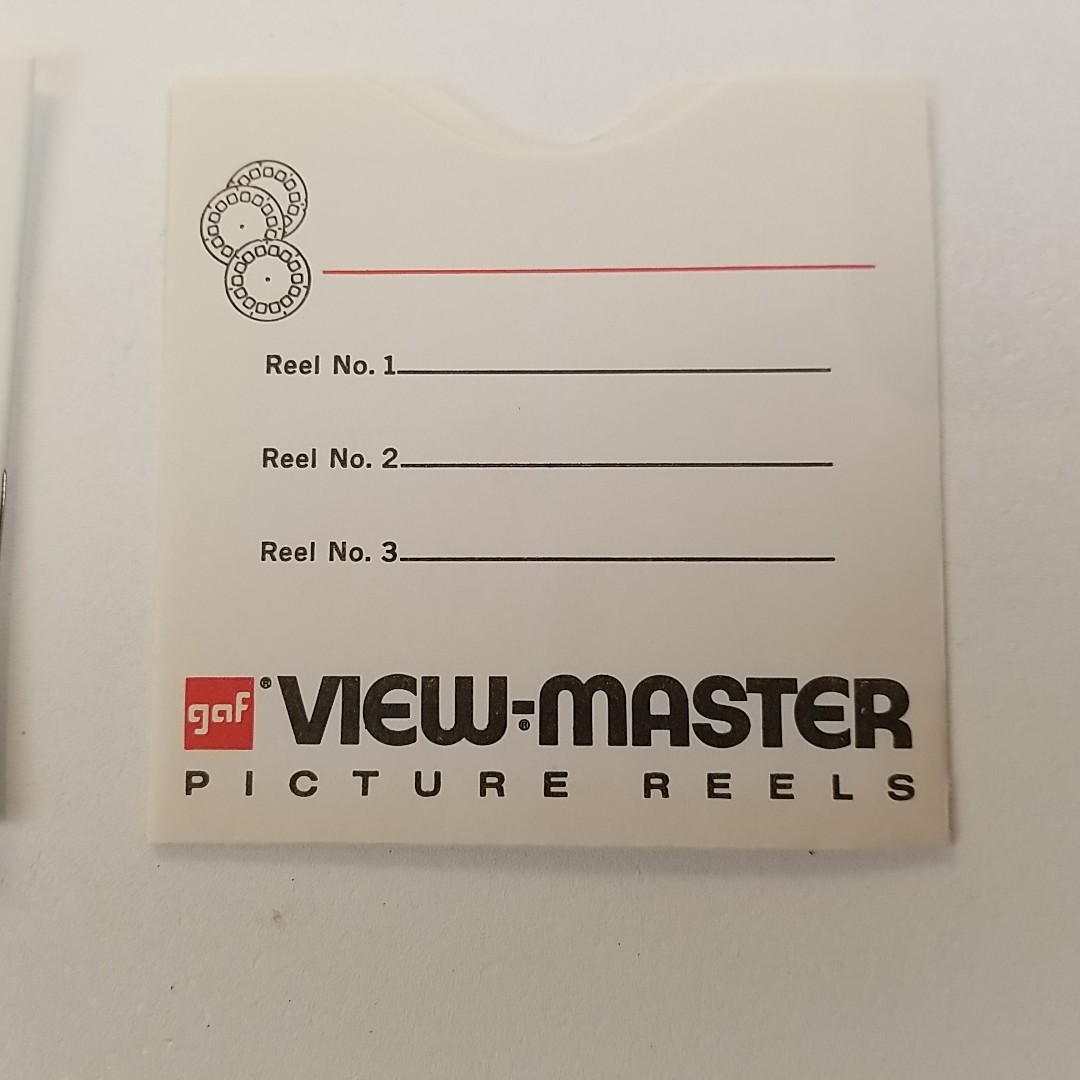 Reel No. 1
Reel No. 2
Reel No. 3
gaf® VIEW-MASTER®
PICTURE REELS